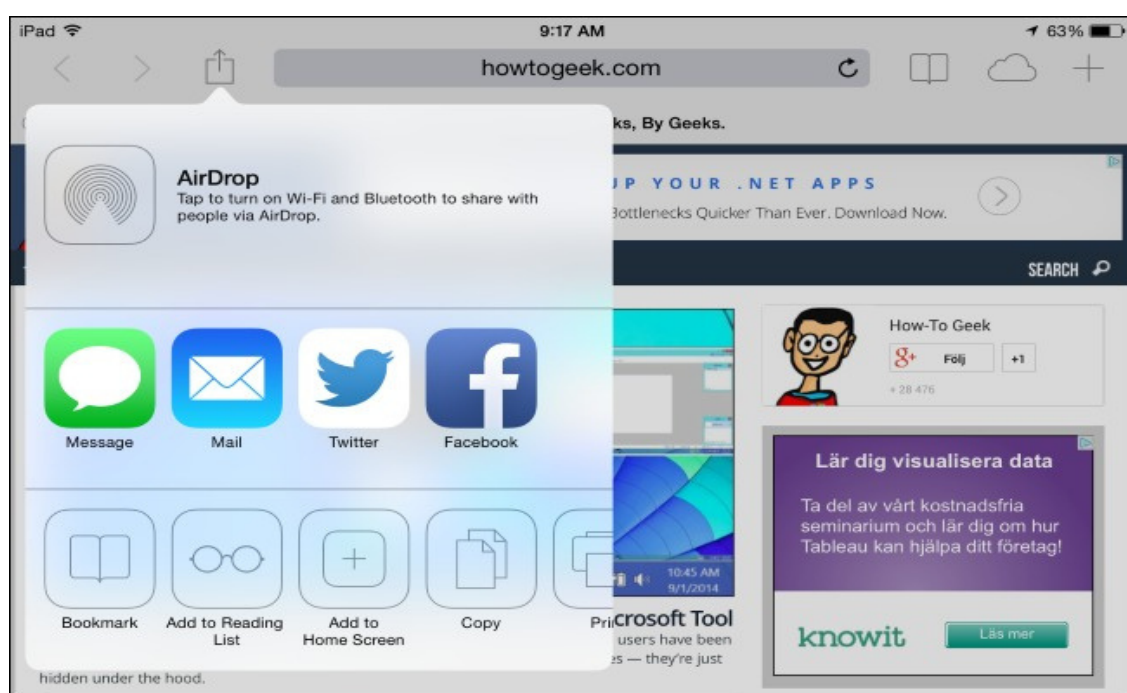 iPad 9:17 AM 63%
howtogeek.com
ks, By Geeks.
AirDrop
Tap to turn on Wi-Fi and Bluetooth to share with
people via AirDrop.
UP YOUR .NET APPS
Bottlenecks Quicker Than Ever. Download Now.
SEARCH
Message Mail Twitter Facebook
How-To Geek
g+ Följ +1
+ 28 476
Lär dig visualisera data
Ta del av vårt kostnadsfria
seminarium och lär dig om hur
Tableau kan hjälpa ditt företag!
knowit Läs mer
10:45 AM
9/1/2014
Bookmark
Add to Reading
List
Add to
Home Screen
Copy
Pri
crosoft Tool
users have been
es — they're just
hidden under the hood.